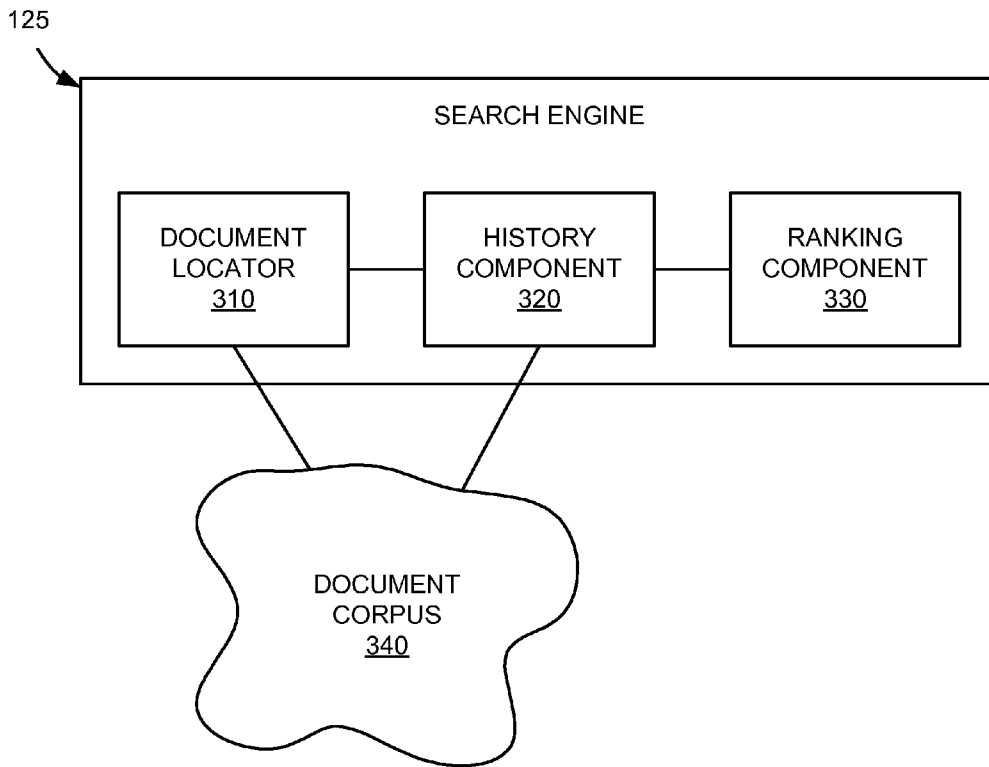 125
SEARCH ENGINE
DOCUMENT
LOCATOR
310
HISTORY
COMPONENT
320
RANKING
COMPONENT
330
DOCUMENT
CORPUS
340